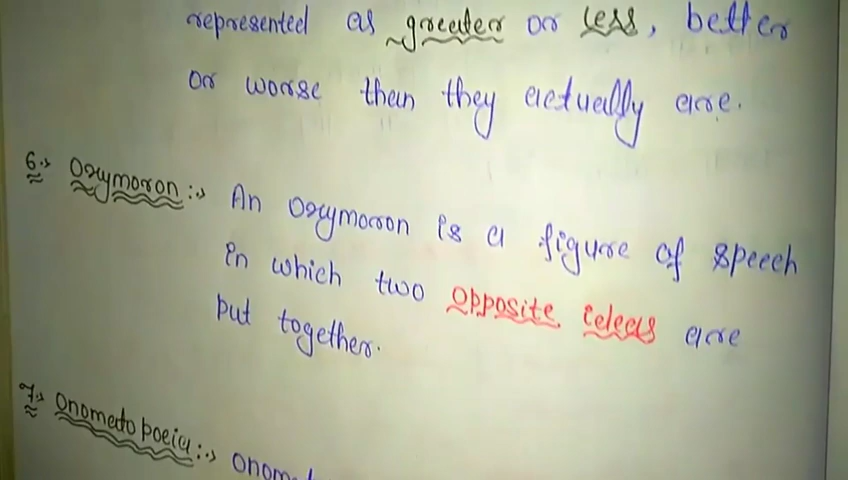 represented as greater or less, better
or worse than they actually are.
6:> Oxymoron:-> An Oxymoron is a figure of speech
in which two opposite ideas are
put together.
7:> Onomatopoeia:->